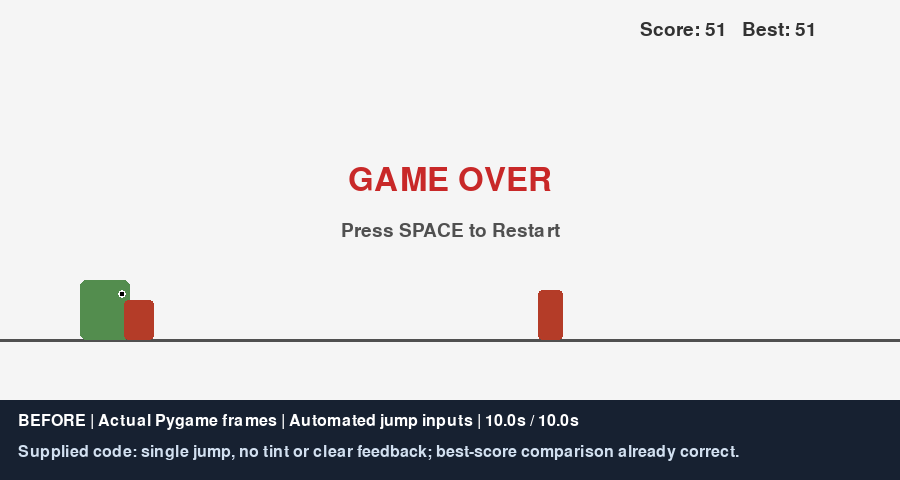 Score: 51 Best: 51
GAME OVER
Press SPACE to Restart
BEFORE | Actual Pygame frames | Automated jump inputs | 10.0s / 10.0s
Supplied code: single jump, no tint or clear feedback; best-score comparison already correct.